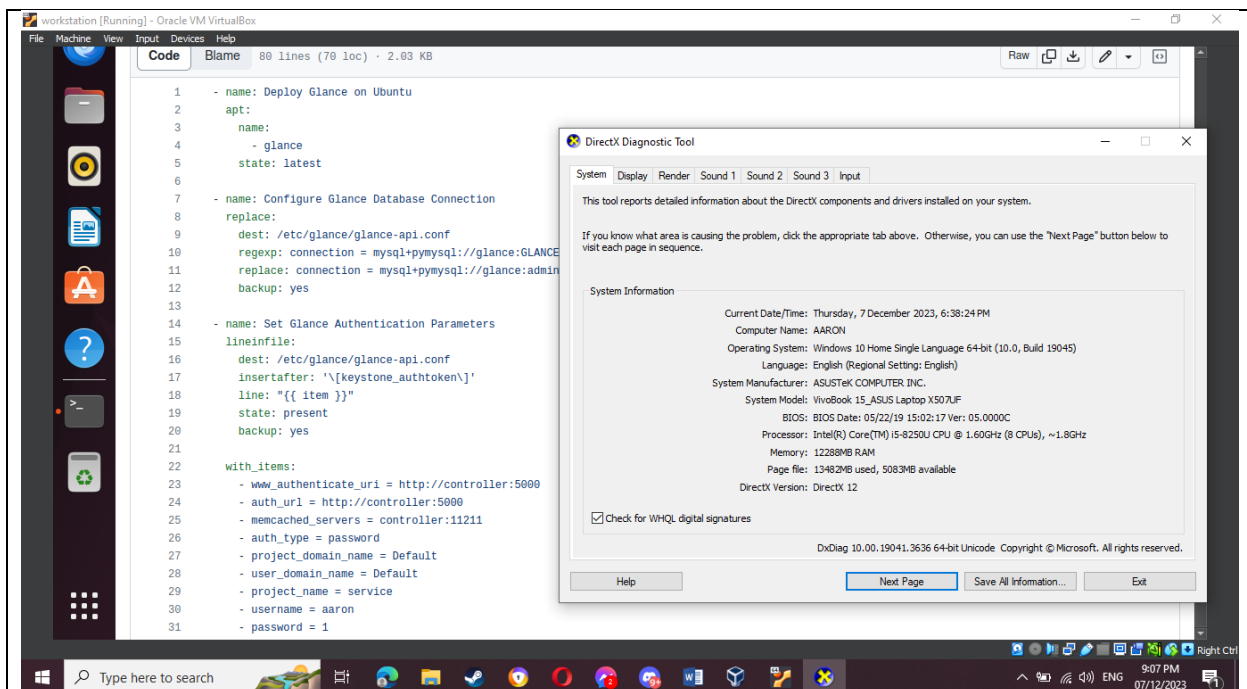 workstation [Running] - Oracle VM VirtualBox
File Machine View Input Devices Help
Code Blame 80 lines (70 loc) · 2.03 KB Raw
1 - name: Deploy Glance on Ubuntu
2 apt:
3 name:
4 - glance
5 state: latest
6
7 - name: Configure Glance Database Connection
8 replace:
9 dest: /etc/glance/glance-api.conf
10 regexp: connection = mysql+pymysql://glance:GLANCE
11 replace: connection = mysql+pymysql://glance:admin
12 backup: yes
13
14 - name: Set Glance Authentication Parameters
15 lineinfile:
16 dest: /etc/glance/glance-api.conf
17 insertafter: '\[keystone_authtoken\]'
18 line: "{{ item }}"
19 state: present
20 backup: yes
21
22 with_items:
23 - www_authenticate_uri = http://controller:5000
24 - auth_url = http://controller:5000
25 - memcached_servers = controller:11211
26 - auth_type = password
27 - project_domain_name = Default
28 - user_domain_name = Default
29 - project_name = service
30 - username = aaron
31 - password = 1
DirectX Diagnostic Tool
System Display Render Sound 1 Sound 2 Sound 3 Input
This tool reports detailed information about the DirectX components and drivers installed on your system.
If you know what area is causing the problem, click the appropriate tab above. Otherwise, you can use the "Next Page" button below to
visit each page in sequence.
System Information
Current Date/Time: Thursday, 7 December 2023, 6:38:24 PM
Computer Name: AARON
Operating System: Windows 10 Home Single Language 64-bit (10.0, Build 19045)
Language: English (Regional Setting: English)
System Manufacturer: ASUSTeK COMPUTER INC.
System Model: VivoBook 15_ASUS Laptop X507UF
BIOS: BIOS Date: 05/22/19 15:02:17 Ver: 05.0000C
Processor: Intel(R) Core(TM) i5-8250U CPU @ 1.60GHz (8 CPUs), ~1.8GHz
Memory: 12288MB RAM
Page file: 13482MB used, 5083MB available
DirectX Version: DirectX 12
Check for WHQL digital signatures
DxDiag 10.00.19041.3636 64-bit Unicode Copyright © Microsoft. All rights reserved.
Help Next Page Save All Information... Exit
Right Ctrl
Type here to search
ENG
9:07 PM
07/12/2023